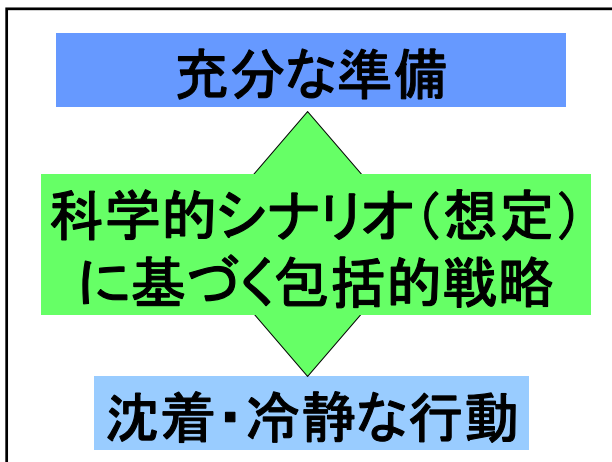 充分な準備
科学的シナリオ(想定)
に基づく包括的戦略
沈着・冷静な行動